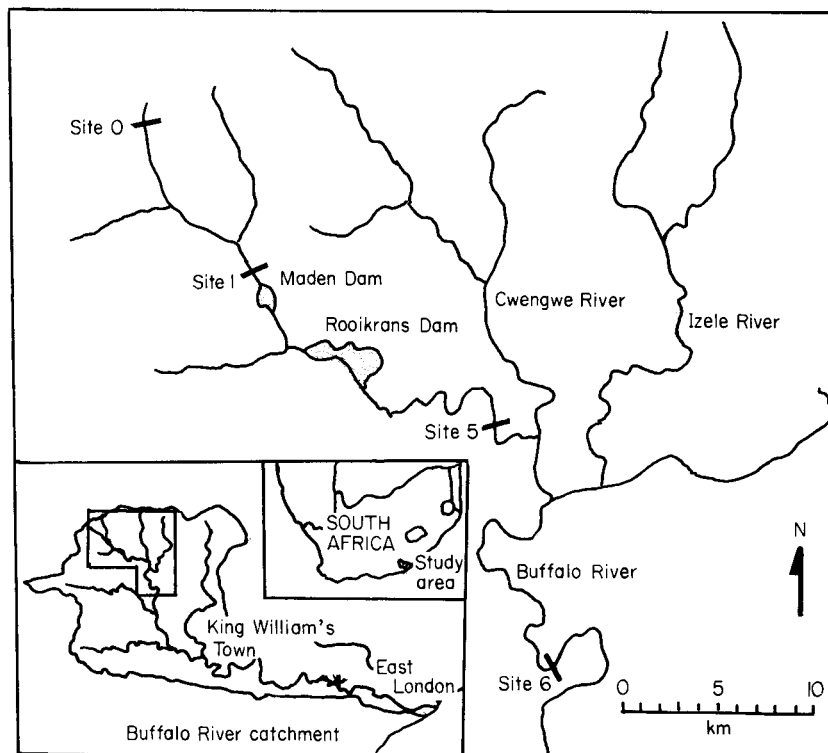 Site 0
Site 1
Maden Dam
Rooikrans Dam
Cwengwe River
Izele River
Site 5
SOUTH
AFRICA
Study
area
N
Buffalo River
King William's
Town
East
London
Site 6
0 5 10
km
Buffalo River catchment